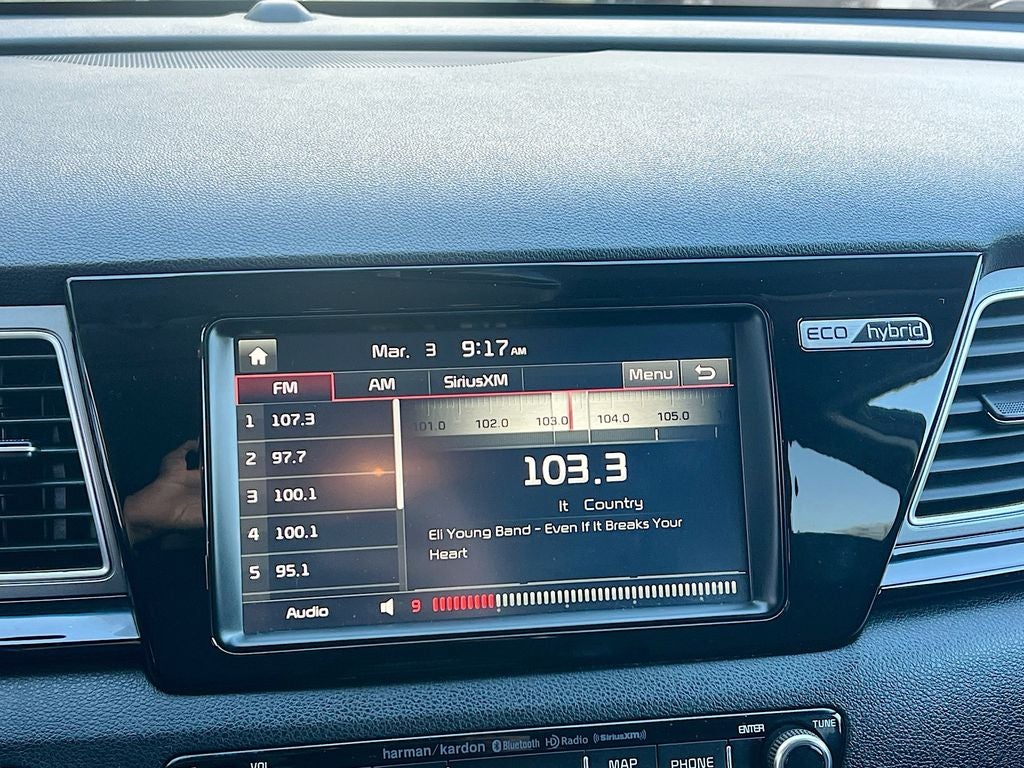 ECO hybrid
Mar. 3 9:17 AM
FM AM SiriusXM Menu
101.0 102.0 103.0 104.0 105.0
1 107.3
2 97.7
3 100.1
4 100.1
5 95.1
103.3
It Country
Eli Young Band - Even If It Breaks Your
Heart
Audio 9
harman/kardon Bluetooth HD Radio ((SiriusXM))
VOL MAP PHONE ENTER TUNE